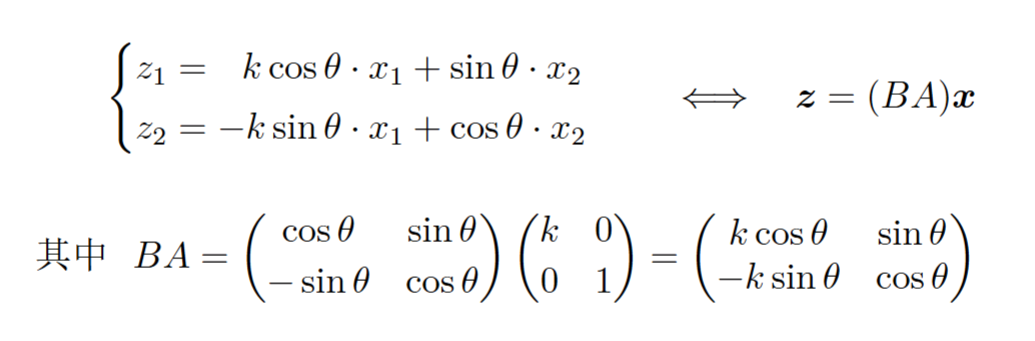 z₁ = k cos θ · x₁ + sin θ · x₂
z₂ = −k sin θ · x₁ + cos θ · x₂ ⟺ z = (BA)x
其中 BA = ( cos θ sin θ ; − sin θ cos θ ) ( k 0 ; 0 1 ) = ( k cos θ sin θ ; −k sin θ cos θ )